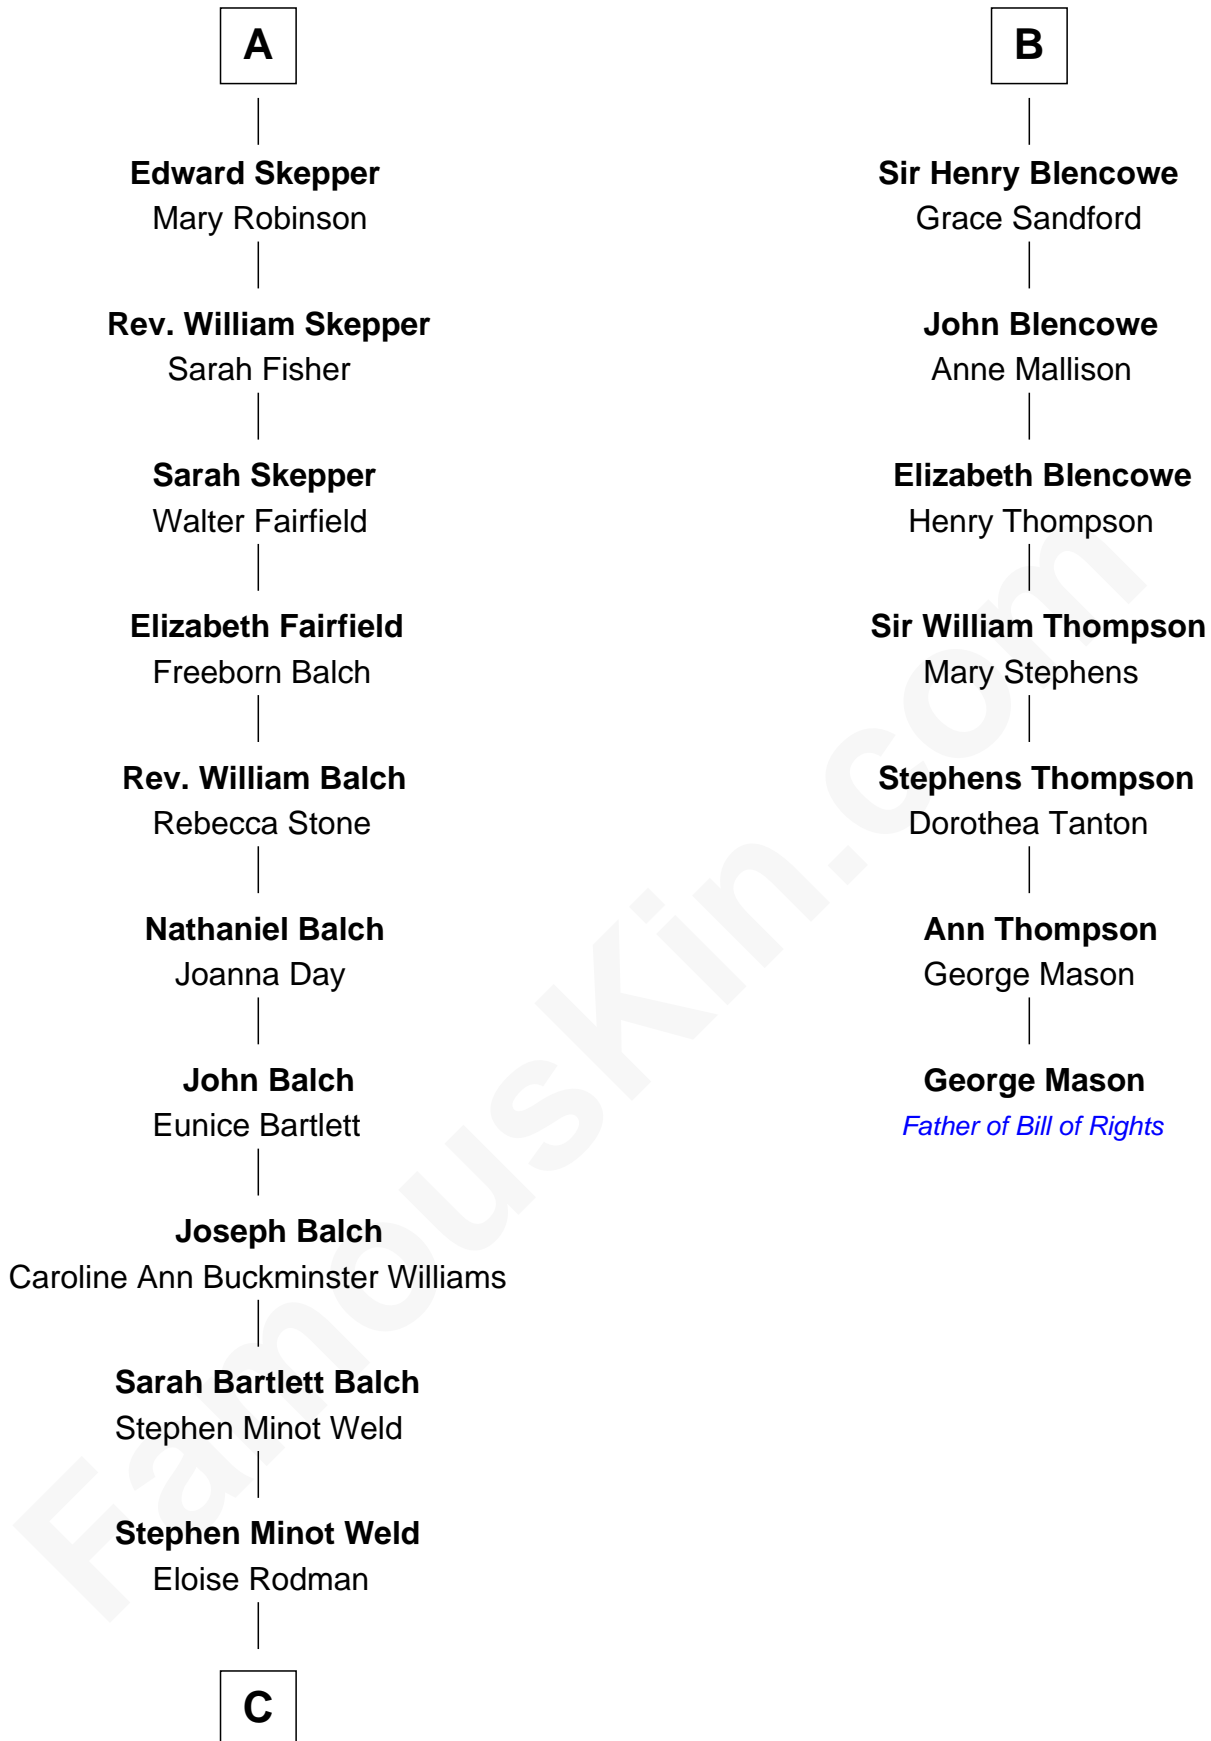 A
Edward Skepper
Mary Robinson
Rev. William Skepper
Sarah Fisher
Sarah Skepper
Walter Fairfield
Elizabeth Fairfield
Freeborn Balch
Rev. William Balch
Rebecca Stone
Nathaniel Balch
Joanna Day
John Balch
Eunice Bartlett
Joseph Balch
Caroline Ann Buckminster Williams
Sarah Bartlett Balch
Stephen Minot Weld
Stephen Minot Weld
Eloise Rodman
C
B
Sir Henry Blencowe
Grace Sandford
John Blencowe
Anne Mallison
Elizabeth Blencowe
Henry Thompson
Sir William Thompson
Mary Stephens
Stephens Thompson
Dorothea Tanton
Ann Thompson
George Mason
George Mason
Father of Bill of Rights
FamousKin.com